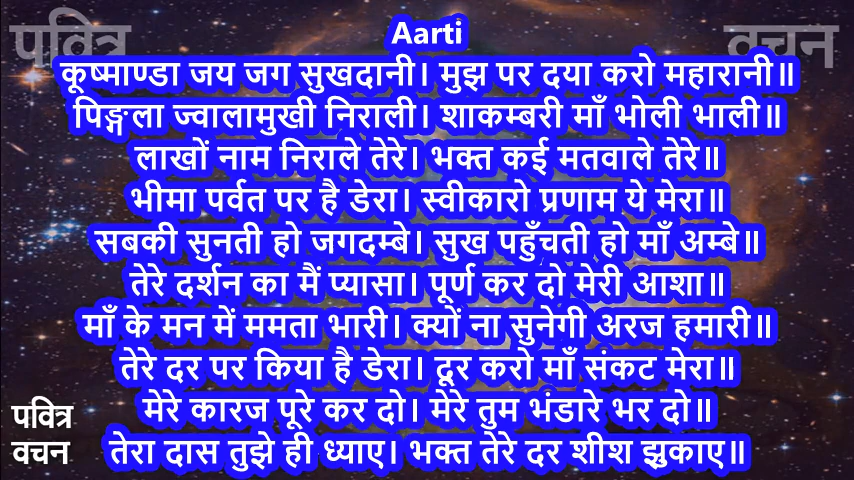 पवित्र
वचन
Aarti
कूष्माण्डा जय जग सुखदानी। मुझ पर दया करो महारानी॥
पिङ्गला ज्वालामुखी निराली। शाकम्बरी माँ भोली भाली॥
लाखों नाम निराले तेरे। भक्त कई मतवाले तेरे॥
भीमा पर्वत पर है डेरा। स्वीकारो प्रणाम ये मेरा॥
सबकी सुनती हो जगदम्बे। सुख पहुँचती हो माँ अम्बे॥
तेरे दर्शन का मैं प्यासा। पूर्ण कर दो मेरी आशा॥
माँ के मन में ममता भारी। क्यों ना सुनेगी अरज हमारी॥
तेरे दर पर किया है डेरा। दूर करो माँ संकट मेरा॥
मेरे कारज पूरे कर दो। मेरे तुम भंडारे भर दो॥
तेरा दास तुझे ही ध्याए। भक्त तेरे दर शीश झुकाए॥
पवित्र
वचन